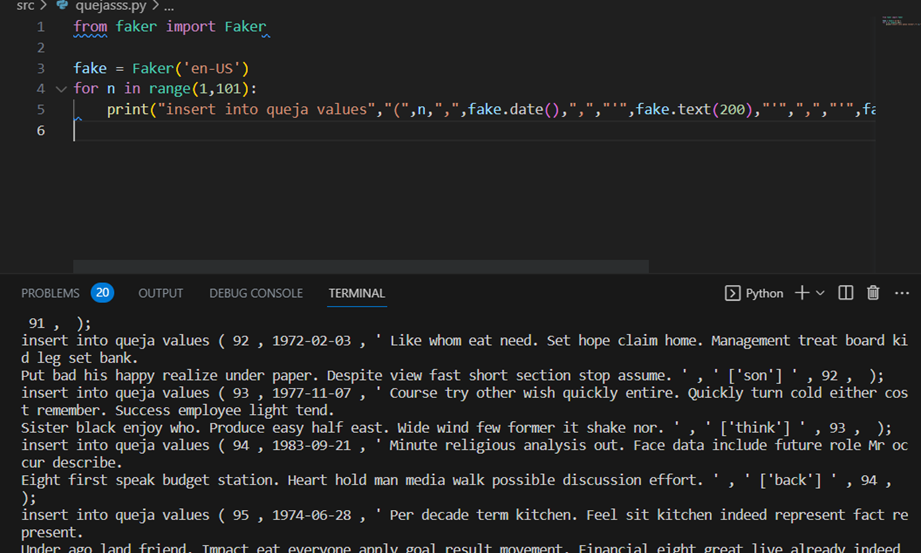 src > quejasss.py > ...
1 from faker import Faker
2
3 fake = Faker('en-US')
4 for n in range(1,101):
5 print("insert into queja values","(",n,",",fake.date(),",","'",fake.text(200),"'",",","'",fa
6
PROBLEMS 20 OUTPUT DEBUG CONSOLE TERMINAL Python
91 , );
insert into queja values ( 92 , 1972-02-03 , ' Like whom eat need. Set hope claim home. Management treat board ki
d leg set bank.
Put bad his happy realize under paper. Despite view fast short section stop assume. ' , ' ['son'] ' , 92 , );
insert into queja values ( 93 , 1977-11-07 , ' Course try other wish quickly entire. Quickly turn cold either cos
t remember. Success employee light tend.
Sister black enjoy who. Produce easy half east. Wide wind few former it shake nor. ' , ' ['think'] ' , 93 , );
insert into queja values ( 94 , 1983-09-21 , ' Minute religious analysis out. Face data include future role Mr oc
cur describe.
Eight first speak budget station. Heart hold man media walk possible discussion effort. ' , ' ['back'] ' , 94 ,
);
insert into queja values ( 95 , 1974-06-28 , ' Per decade term kitchen. Feel sit kitchen indeed represent fact re
present.
Under ago land friend. Impact eat everyone apply goal result movement. Financial eight great live already indeed